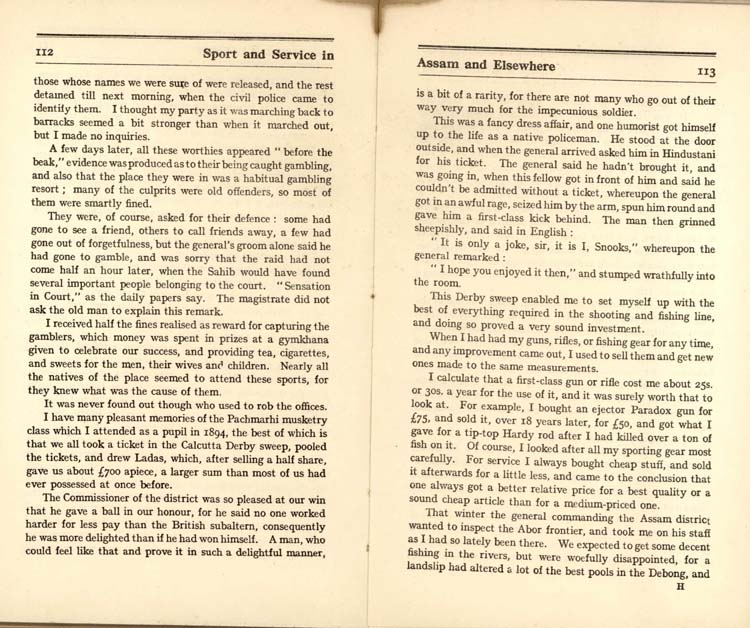 112 Sport and Service in
those whose names we were sure of were released, and the rest
detained till next morning, when the civil police came to
identify them. I thought my party as it was marching back to
barracks seemed a bit stronger than when it marched out,
but I made no inquiries.
A few days later, all these worthies appeared " before the
beak," evidence was produced as to their being caught gambling,
and also that the place they were in was a habitual gambling
resort ; many of the culprits were old offenders, so most of
them were smartly fined.
They were, of course, asked for their defence : some had
gone to see a friend, others to call friends away, a few had
gone out of forgetfulness, but the general's groom alone said he
had gone to gamble, and was sorry that the raid had not
come half an hour later, when the Sahib would have found
several important people belonging to the court. "Sensation
in Court," as the daily papers say. The magistrate did not
ask the old man to explain this remark.
I received half the fines realised as reward for capturing the
gamblers, which money was spent in prizes at a gymkhana
given to celebrate our success, and providing tea, cigarettes,
and sweets for the men, their wives and children. Nearly all
the natives of the place seemed to attend these sports, for
they knew what was the cause of them.
It was never found out though who used to rob the offices.
I have many pleasant memories of the Pachmarhi musketry
class which I attended as a pupil in 1894, the best of which is
that we all took a ticket in the Calcutta Derby sweep, pooled
the tickets, and drew Ladas, which, after selling a half share,
gave us about £700 apiece, a larger sum than most of us had
ever possessed at once before.
The Commissioner of the district was so pleased at our win
that he gave a ball in our honour, for he said no one worked
harder for less pay than the British subaltern, consequently
he was more delighted than if he had won himself. A man, who
could feel like that and prove it in such a delightful manner,
Assam and Elsewhere 113
is a bit of a rarity, for there are not many who go out of their
way very much for the impecunious soldier.
This was a fancy dress affair, and one humorist got himself
up to the life as a native policeman. He stood at the door
outside, and when the general arrived asked him in Hindustani
for his ticket. The general said he hadn't brought it, and
was going in, when this fellow got in front of him and said he
couldn't be admitted without a ticket, whereupon the general
got in an awful rage, seized him by the arm, spun him round and
gave him a first-class kick behind. The man then grinned
sheepishly, and said in English :
" It is only a joke, sir, it is I, Snooks," whereupon the
general remarked :
" I hope you enjoyed it then," and stumped wrathfully into
the room.
This Derby sweep enabled me to set myself up with the
best of everything required in the shooting and fishing line,
and doing so proved a very sound investment.
When I had had my guns, rifles, or fishing gear for any time,
and any improvement came out, I used to sell them and get new
ones made to the same measurements.
I calculate that a first-class gun or rifle cost me about 25s.
or 30s. a year for the use of it, and it was surely worth that to
look at. For example, I bought an ejector Paradox gun for
£75, and sold it, over 18 years later, for £50, and got what I
gave for a tip-top Hardy rod after I had killed over a ton of
fish on it. Of course, I looked after all my sporting gear most
carefully. For service I always bought cheap stuff, and sold
it afterwards for a little less, and came to the conclusion that
one always got a better relative price for a best quality or a
sound cheap article than for a medium-priced one.
That winter the general commanding the Assam district
wanted to inspect the Abor frontier, and took me on his staff
as I had so lately been there. We expected to get some decent
fishing in the rivers, but were woefully disappointed, for a
landslip had altered a lot of the best pools in the Debong, and
H